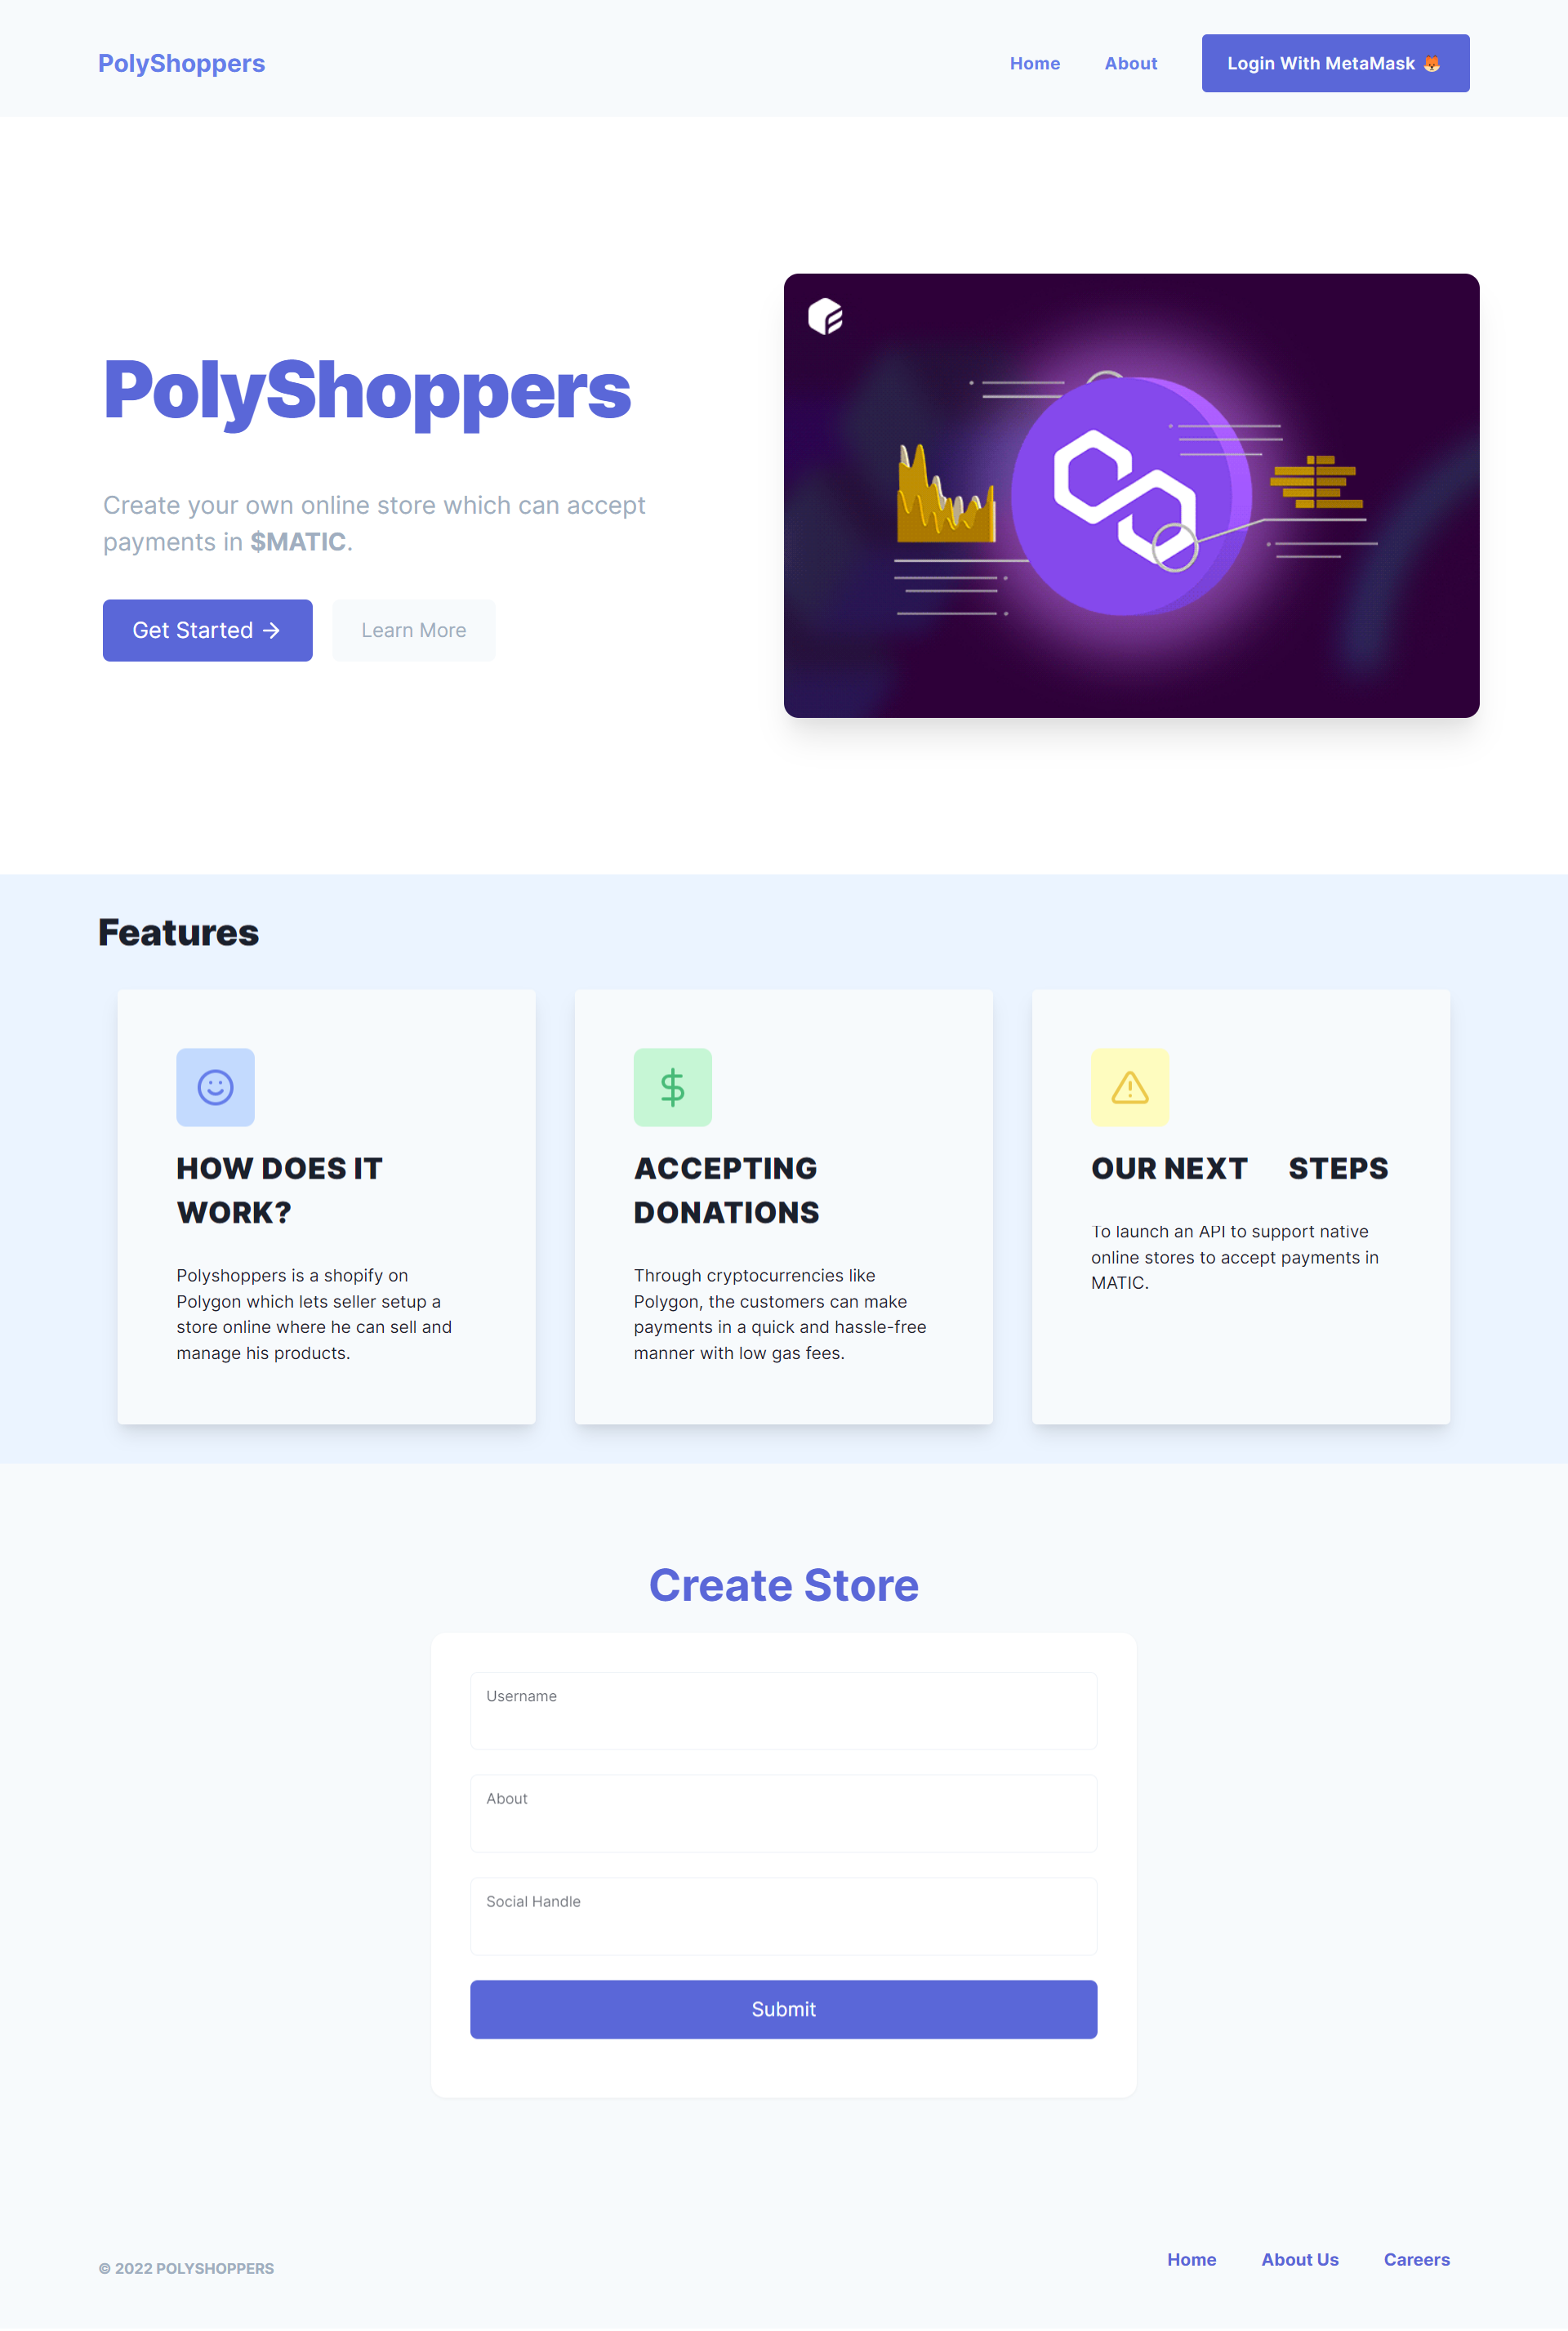 PolyShoppers
Home About Login With MetaMask 🦊
PolyShoppers
Create your own online store which can accept
payments in $MATIC.
Get Started → Learn More
Features
HOW DOES IT
WORK?
Polyshoppers is a shopify on
Polygon which lets seller setup a
store online where he can sell and
manage his products.
ACCEPTING
DONATIONS
Through cryptocurrencies like
Polygon, the customers can make
payments in a quick and hassle-free
manner with low gas fees.
OUR NEXT STEPS
To launch an API to support native
online stores to accept payments in
MATIC.
Create Store
Username
About
Social Handle
Submit
© 2022 POLYSHOPPERS
Home About Us Careers